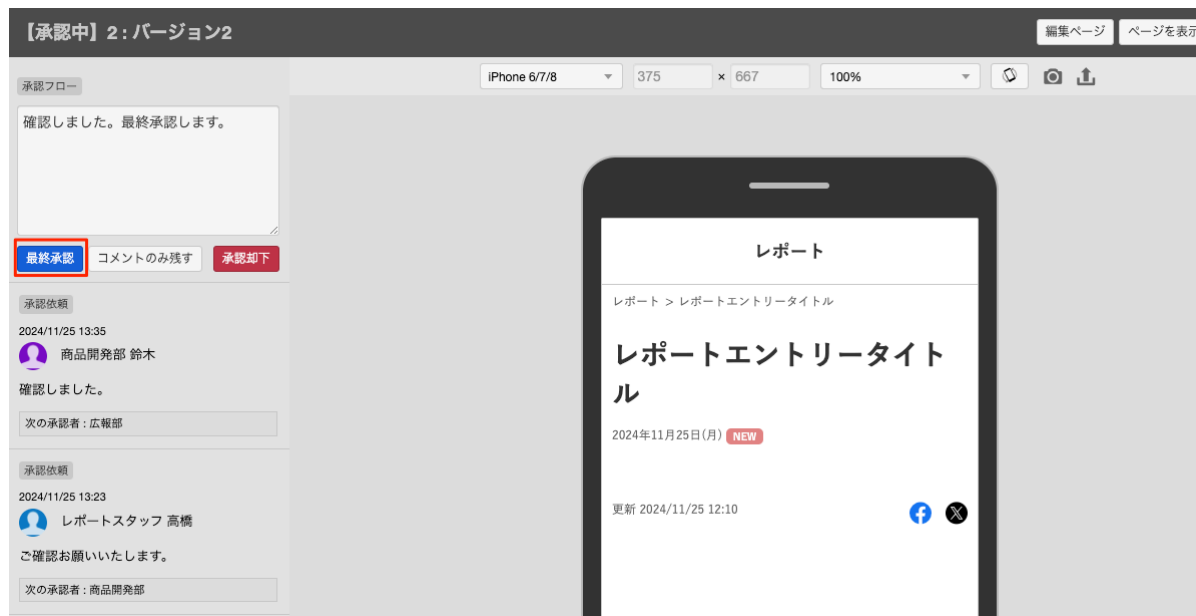 【承認中】2 : バージョン2
編集ページ
ページを表示
承認フロー
iPhone 6/7/8
375 × 667
100%
確認しました。最終承認します。
最終承認
コメントのみ残す
承認却下
承認依頼
2024/11/25 13:35
商品開発部 鈴木
確認しました。
次の承認者 : 広報部
承認依頼
2024/11/25 13:23
レポートスタッフ 高橋
ご確認お願いいたします。
次の承認者 : 商品開発部
レポート
レポート > レポートエントリータイトル
レポートエントリータイト
ル
2024年11月25日(月) NEW
更新 2024/11/25 12:10